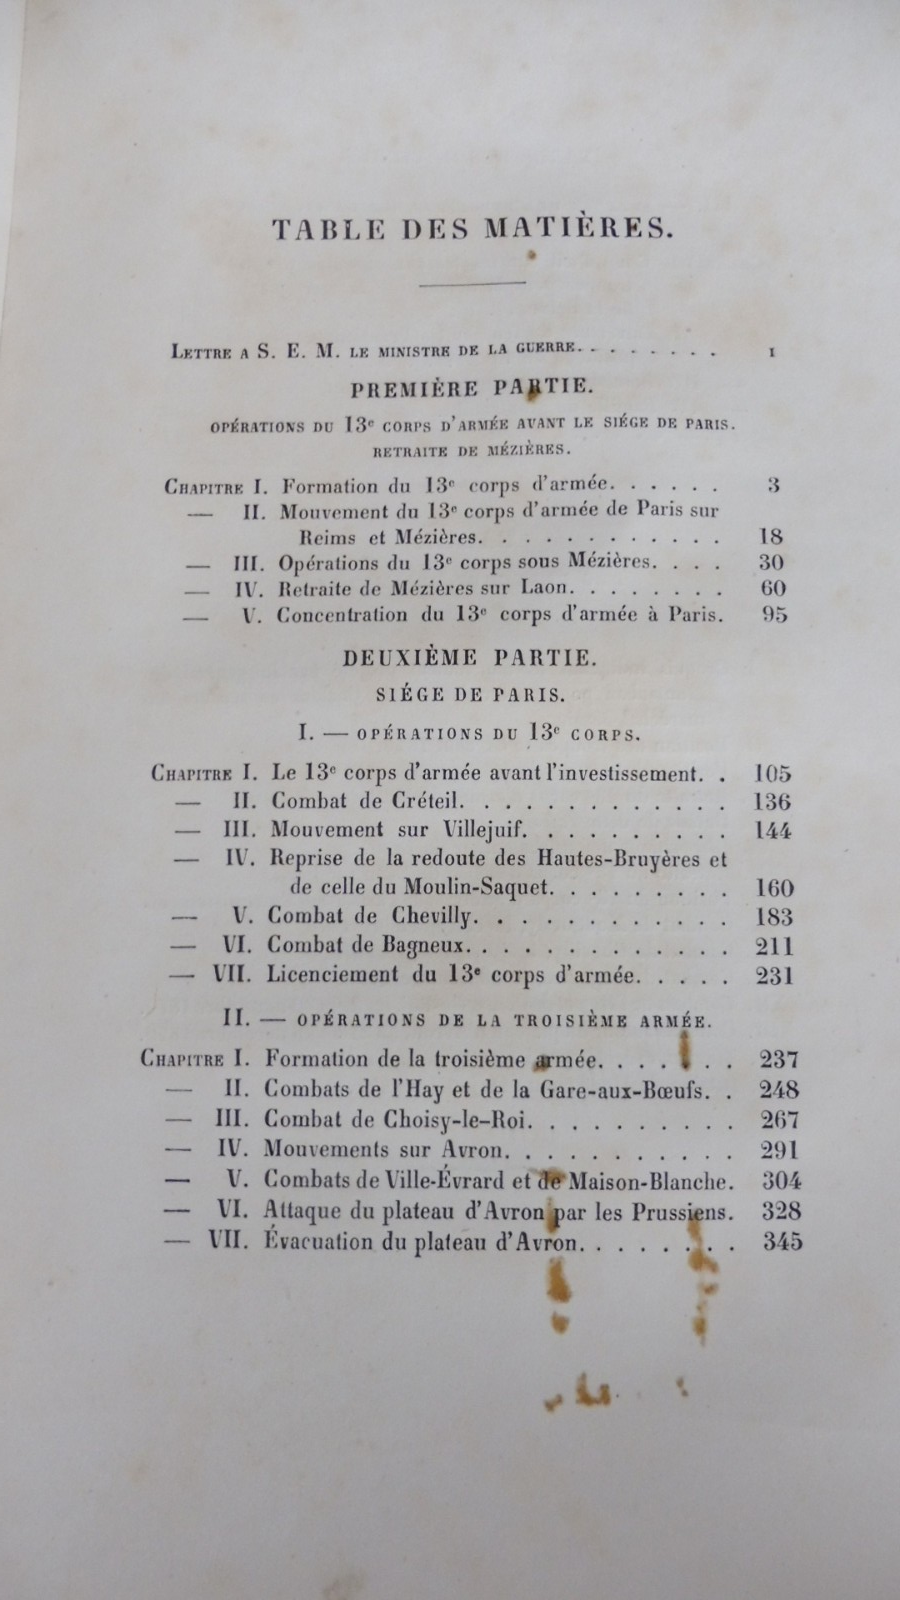 TABLE DES MATIÈRES.
LETTRE A S. E. M. LE MINISTRE DE LA GUERRE. . . . . . . . I
PREMIÈRE PARTIE.
OPÉRATIONS DU 13e CORPS D'ARMÉE AVANT LE SIÉGE DE PARIS.
RETRAITE DE MÉZIÈRES.
CHAPITRE I. Formation du 13e corps d'armée. . . . . . 3
— II. Mouvement du 13e corps d'armée de Paris sur
Reims et Mézières. . . . . . . . . . . . 18
— III. Opérations du 13e corps sous Mézières. . . . 30
— IV. Retraite de Mézières sur Laon. . . . . . . . 60
— V. Concentration du 13e corps d'armée à Paris. 95
DEUXIÈME PARTIE.
SIÉGE DE PARIS.
I. — OPÉRATIONS DU 13e CORPS.
CHAPITRE I. Le 13e corps d'armée avant l'investissement. . 105
— II. Combat de Créteil. . . . . . . . . . . . . 136
— III. Mouvement sur Villejuif. . . . . . . . . . 144
— IV. Reprise de la redoute des Hautes-Bruyères et
de celle du Moulin-Saquet. . . . . . . . . 160
— V. Combat de Chevilly. . . . . . . . . . . . 183
— VI. Combat de Bagneux. . . . . . . . . . . . . 211
— VII. Licenciement du 13e corps d'armée. . . . . 231
II. — OPÉRATIONS DE LA TROISIÈME ARMÉE.
CHAPITRE I. Formation de la troisième armée. . . . . . . 237
— II. Combats de l'Hay et de la Gare-aux-Bœufs. . 248
— III. Combat de Choisy-le-Roi. . . . . . . . . . 267
— IV. Mouvements sur Avron. . . . . . . . . . . 291
— V. Combats de Ville-Évrard et de Maison-Blanche. 304
— VI. Attaque du plateau d'Avron par les Prussiens. 328
— VII. Évacuation du plateau d'Avron. . . . . . . . 345